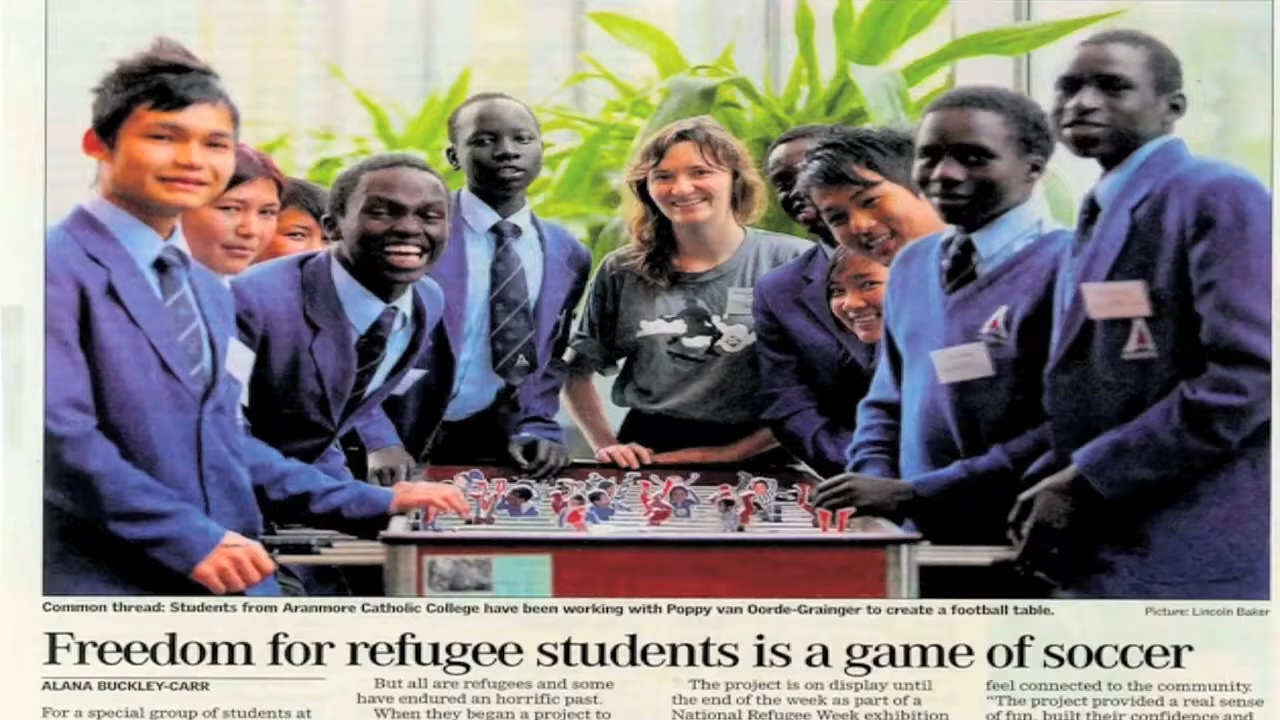 Common thread: Students from Aranmore Catholic College have been working with Poppy van Oorde-Grainger to create a football table.
Picture: Lincoln Baker
Freedom for refugee students is a game of soccer
ALANA BUCKLEY-CARR
For a special group of students at
But all are refugees and some
have endured an horrific past.
When they began a project to
The project is on display until
the end of the week as part of a
National Refugee Week exhibition
feel connected to the community.
"The project provided a real sense
of fun, built their confidence and